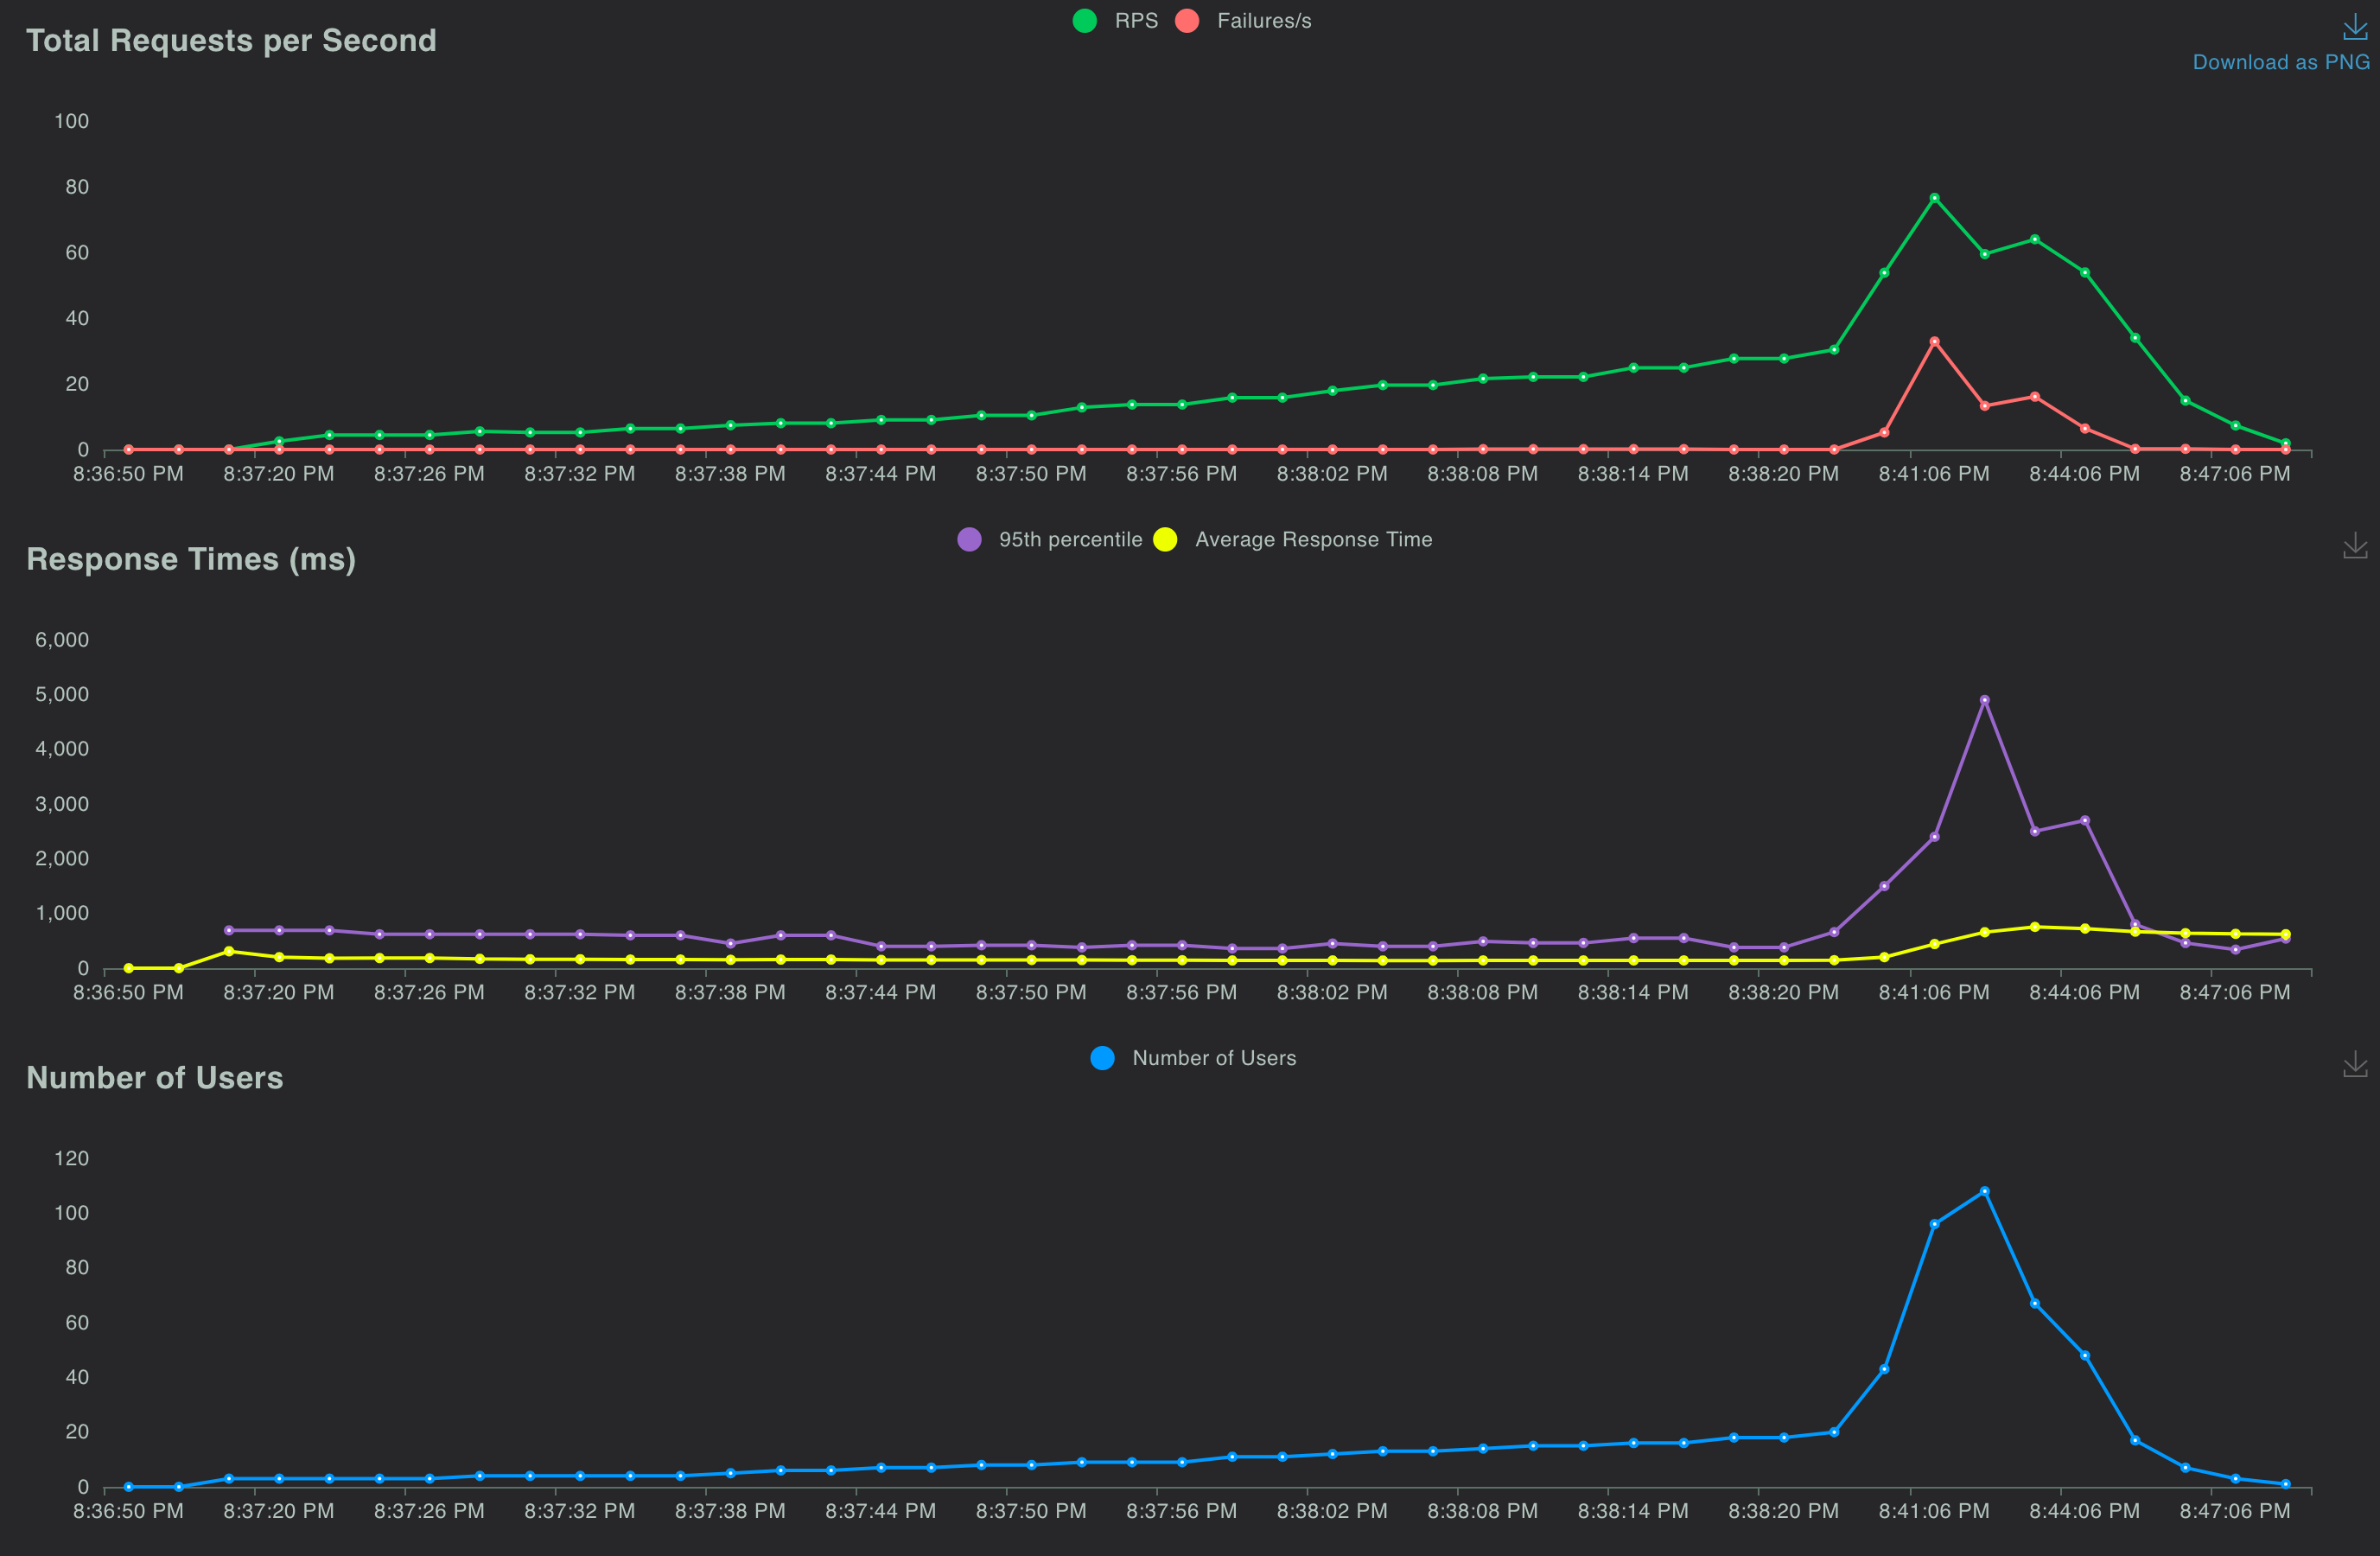 RPS Failures/s
Total Requests per Second
Download as PNG
100
80
60
40
20
0
8:36:50 PM 8:37:20 PM 8:37:26 PM 8:37:32 PM 8:37:38 PM 8:37:44 PM 8:37:50 PM 8:37:56 PM 8:38:02 PM 8:38:08 PM 8:38:14 PM 8:38:20 PM 8:41:06 PM 8:44:06 PM 8:47:06 PM
95th percentile Average Response Time
Response Times (ms)
6,000
5,000
4,000
3,000
2,000
1,000
0
8:36:50 PM 8:37:20 PM 8:37:26 PM 8:37:32 PM 8:37:38 PM 8:37:44 PM 8:37:50 PM 8:37:56 PM 8:38:02 PM 8:38:08 PM 8:38:14 PM 8:38:20 PM 8:41:06 PM 8:44:06 PM 8:47:06 PM
Number of Users
Number of Users
120
100
80
60
40
20
0
8:36:50 PM 8:37:20 PM 8:37:26 PM 8:37:32 PM 8:37:38 PM 8:37:44 PM 8:37:50 PM 8:37:56 PM 8:38:02 PM 8:38:08 PM 8:38:14 PM 8:38:20 PM 8:41:06 PM 8:44:06 PM 8:47:06 PM